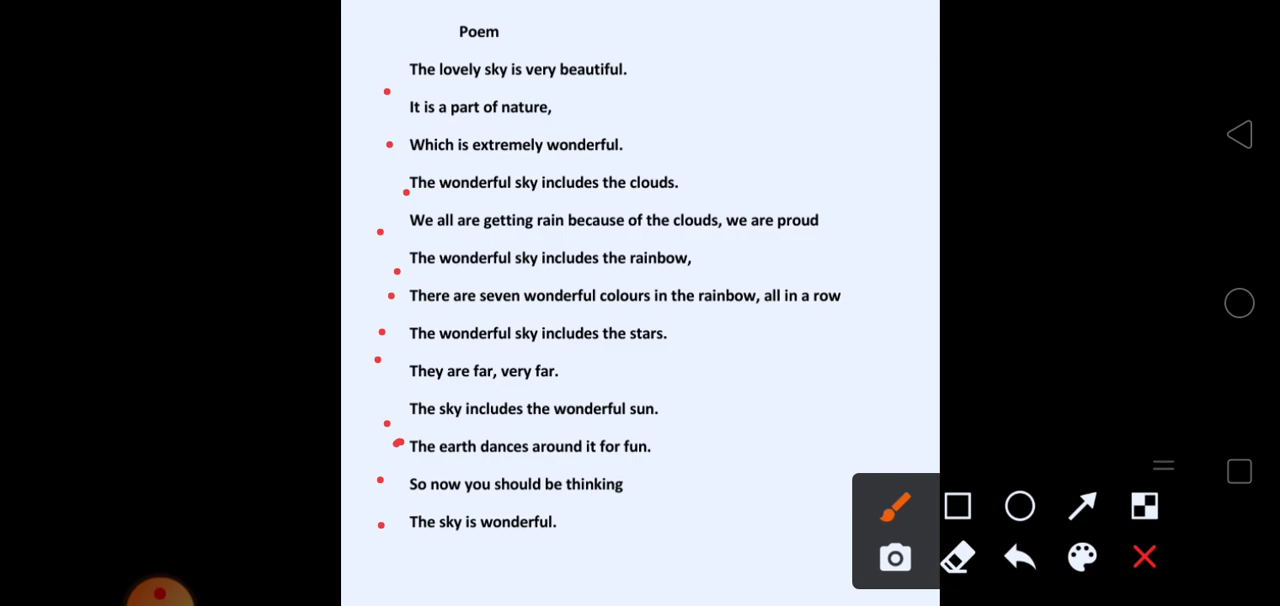 Poem
The lovely sky is very beautiful.
It is a part of nature,
Which is extremely wonderful.
The wonderful sky includes the clouds.
We all are getting rain because of the clouds, we are proud
The wonderful sky includes the rainbow,
There are seven wonderful colours in the rainbow, all in a row
The wonderful sky includes the stars.
They are far, very far.
The sky includes the wonderful sun.
The earth dances around it for fun.
So now you should be thinking
The sky is wonderful.